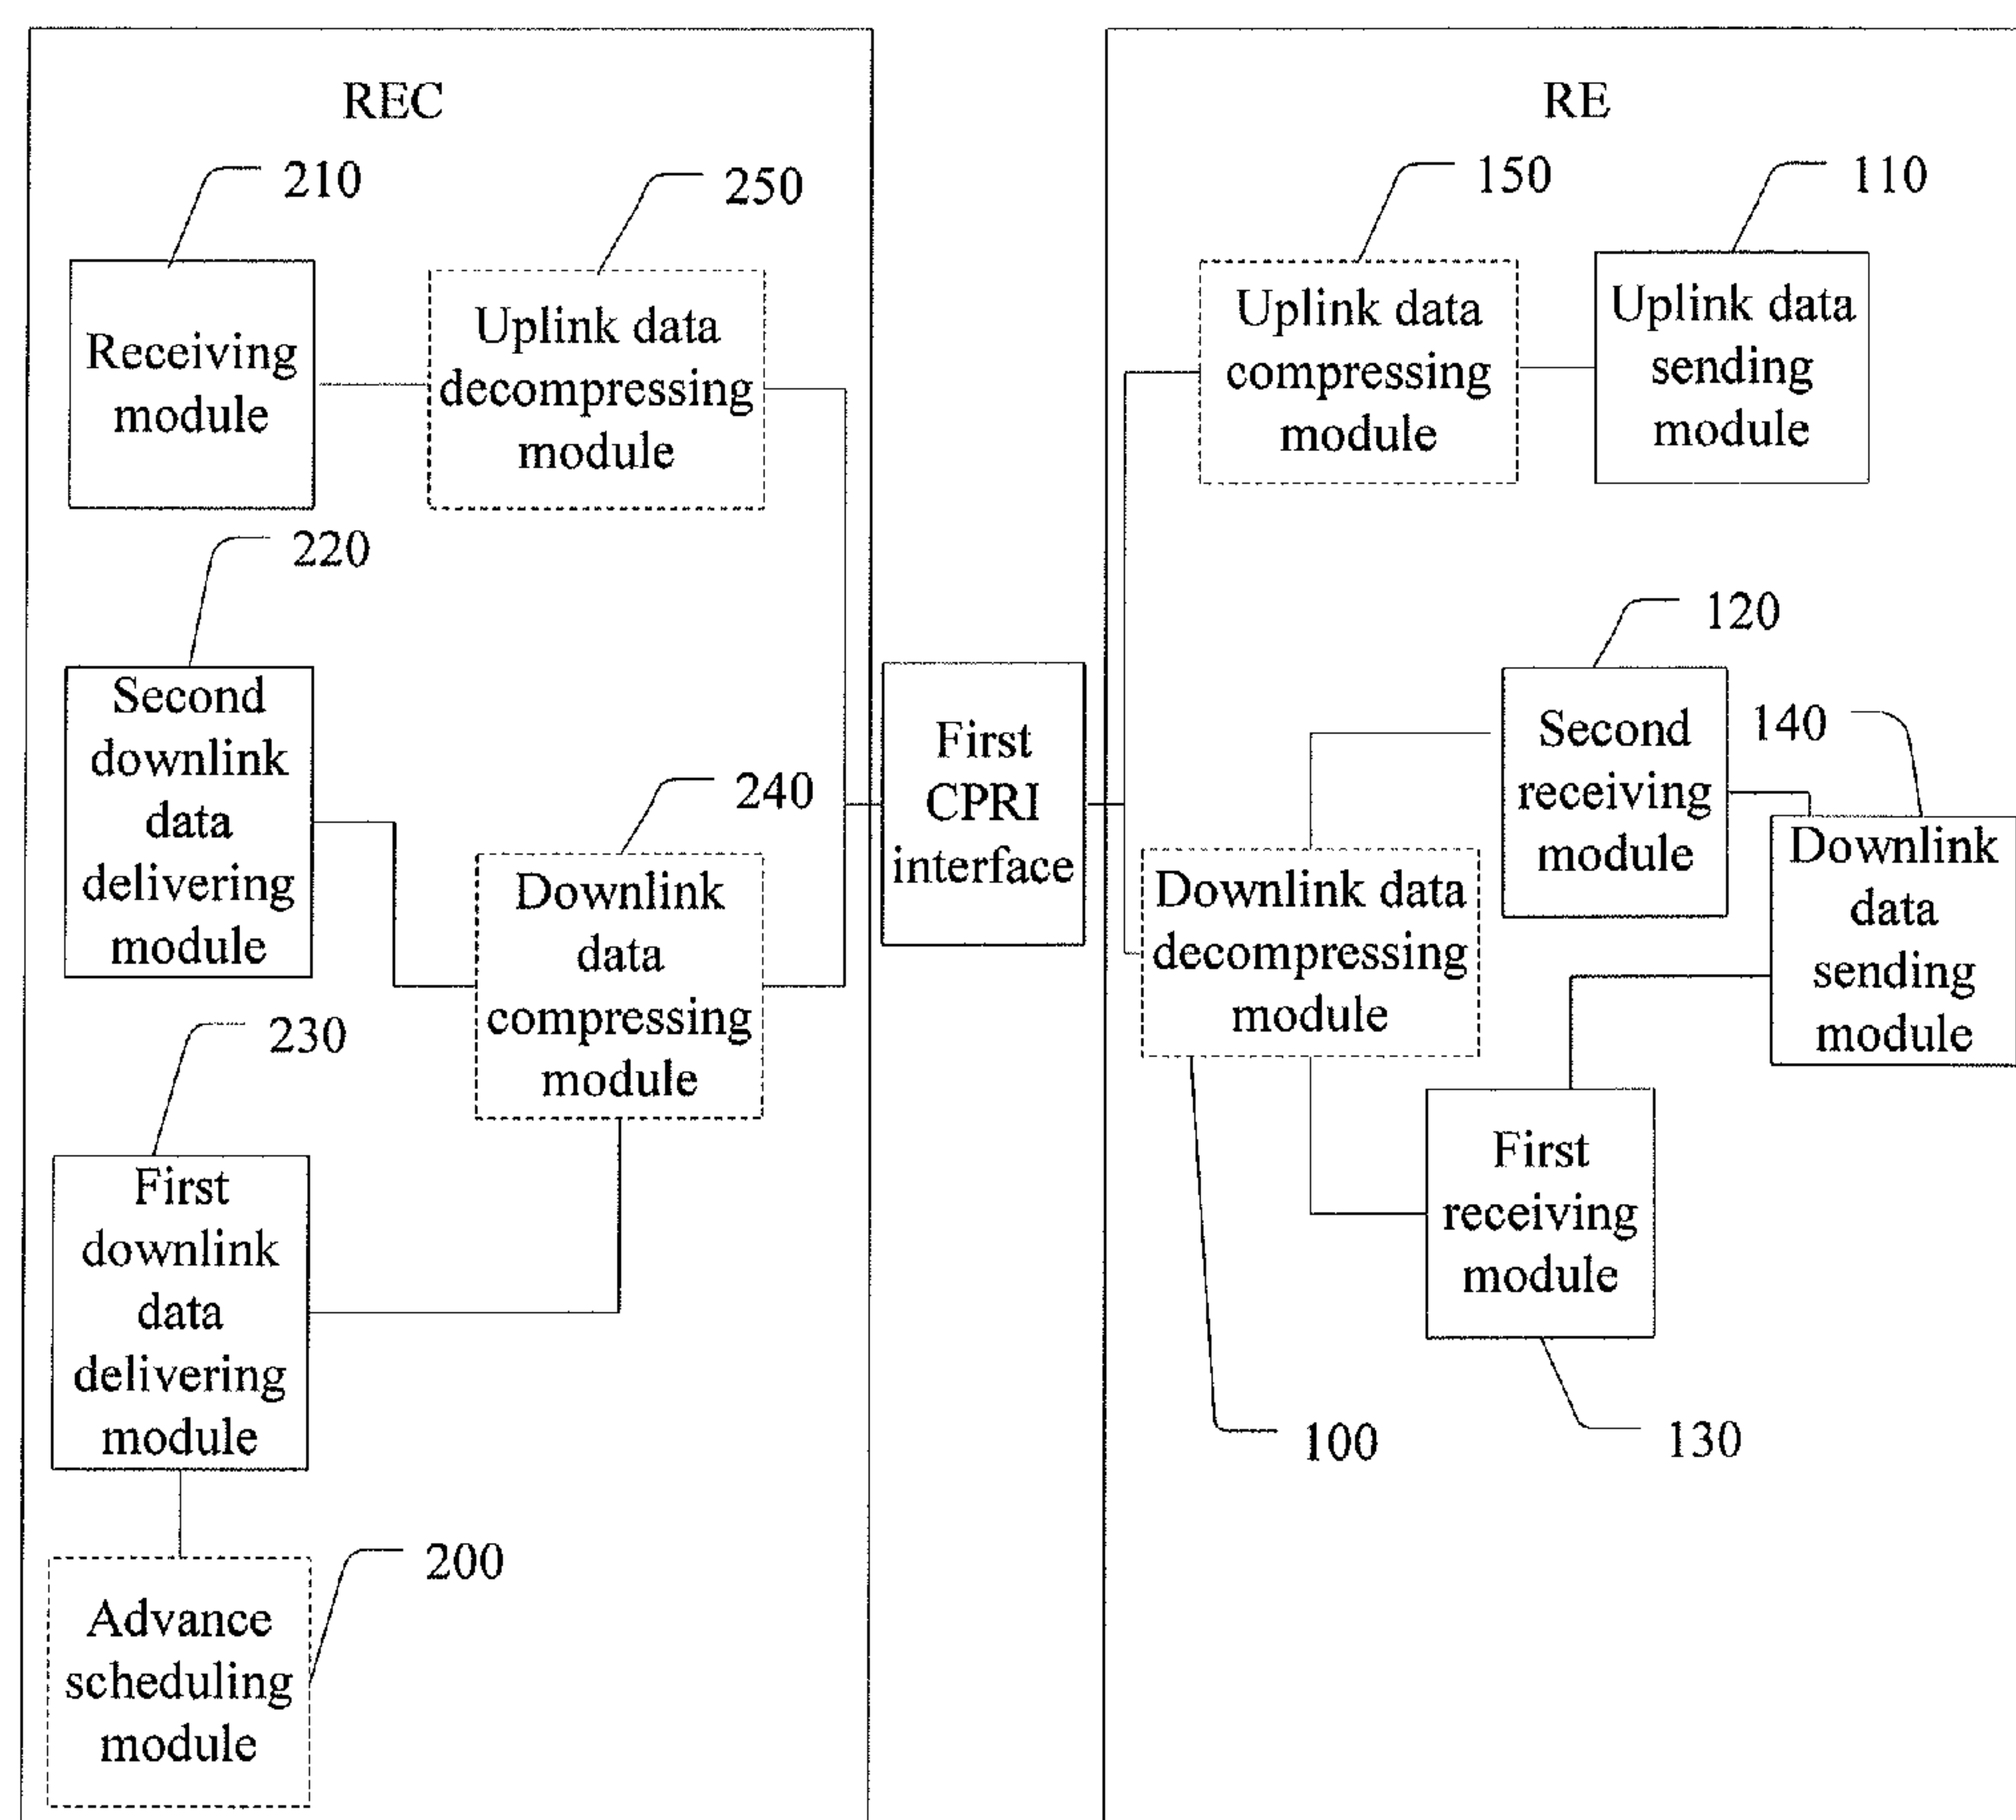 REC
210
250
Receiving
module
Uplink data
decompressing
module
220
Second
downlink
data
delivering
module
240
Downlink
data
compressing
module
230
First
downlink
data
delivering
module
200
Advance
scheduling
module
First
CPRI
interface
RE
150
110
Uplink data
compressing
module
Uplink data
sending
module
120
Second
receiving
module
140
Downlink
data
sending
module
Downlink data
decompressing
module
First
receiving
module
100
130